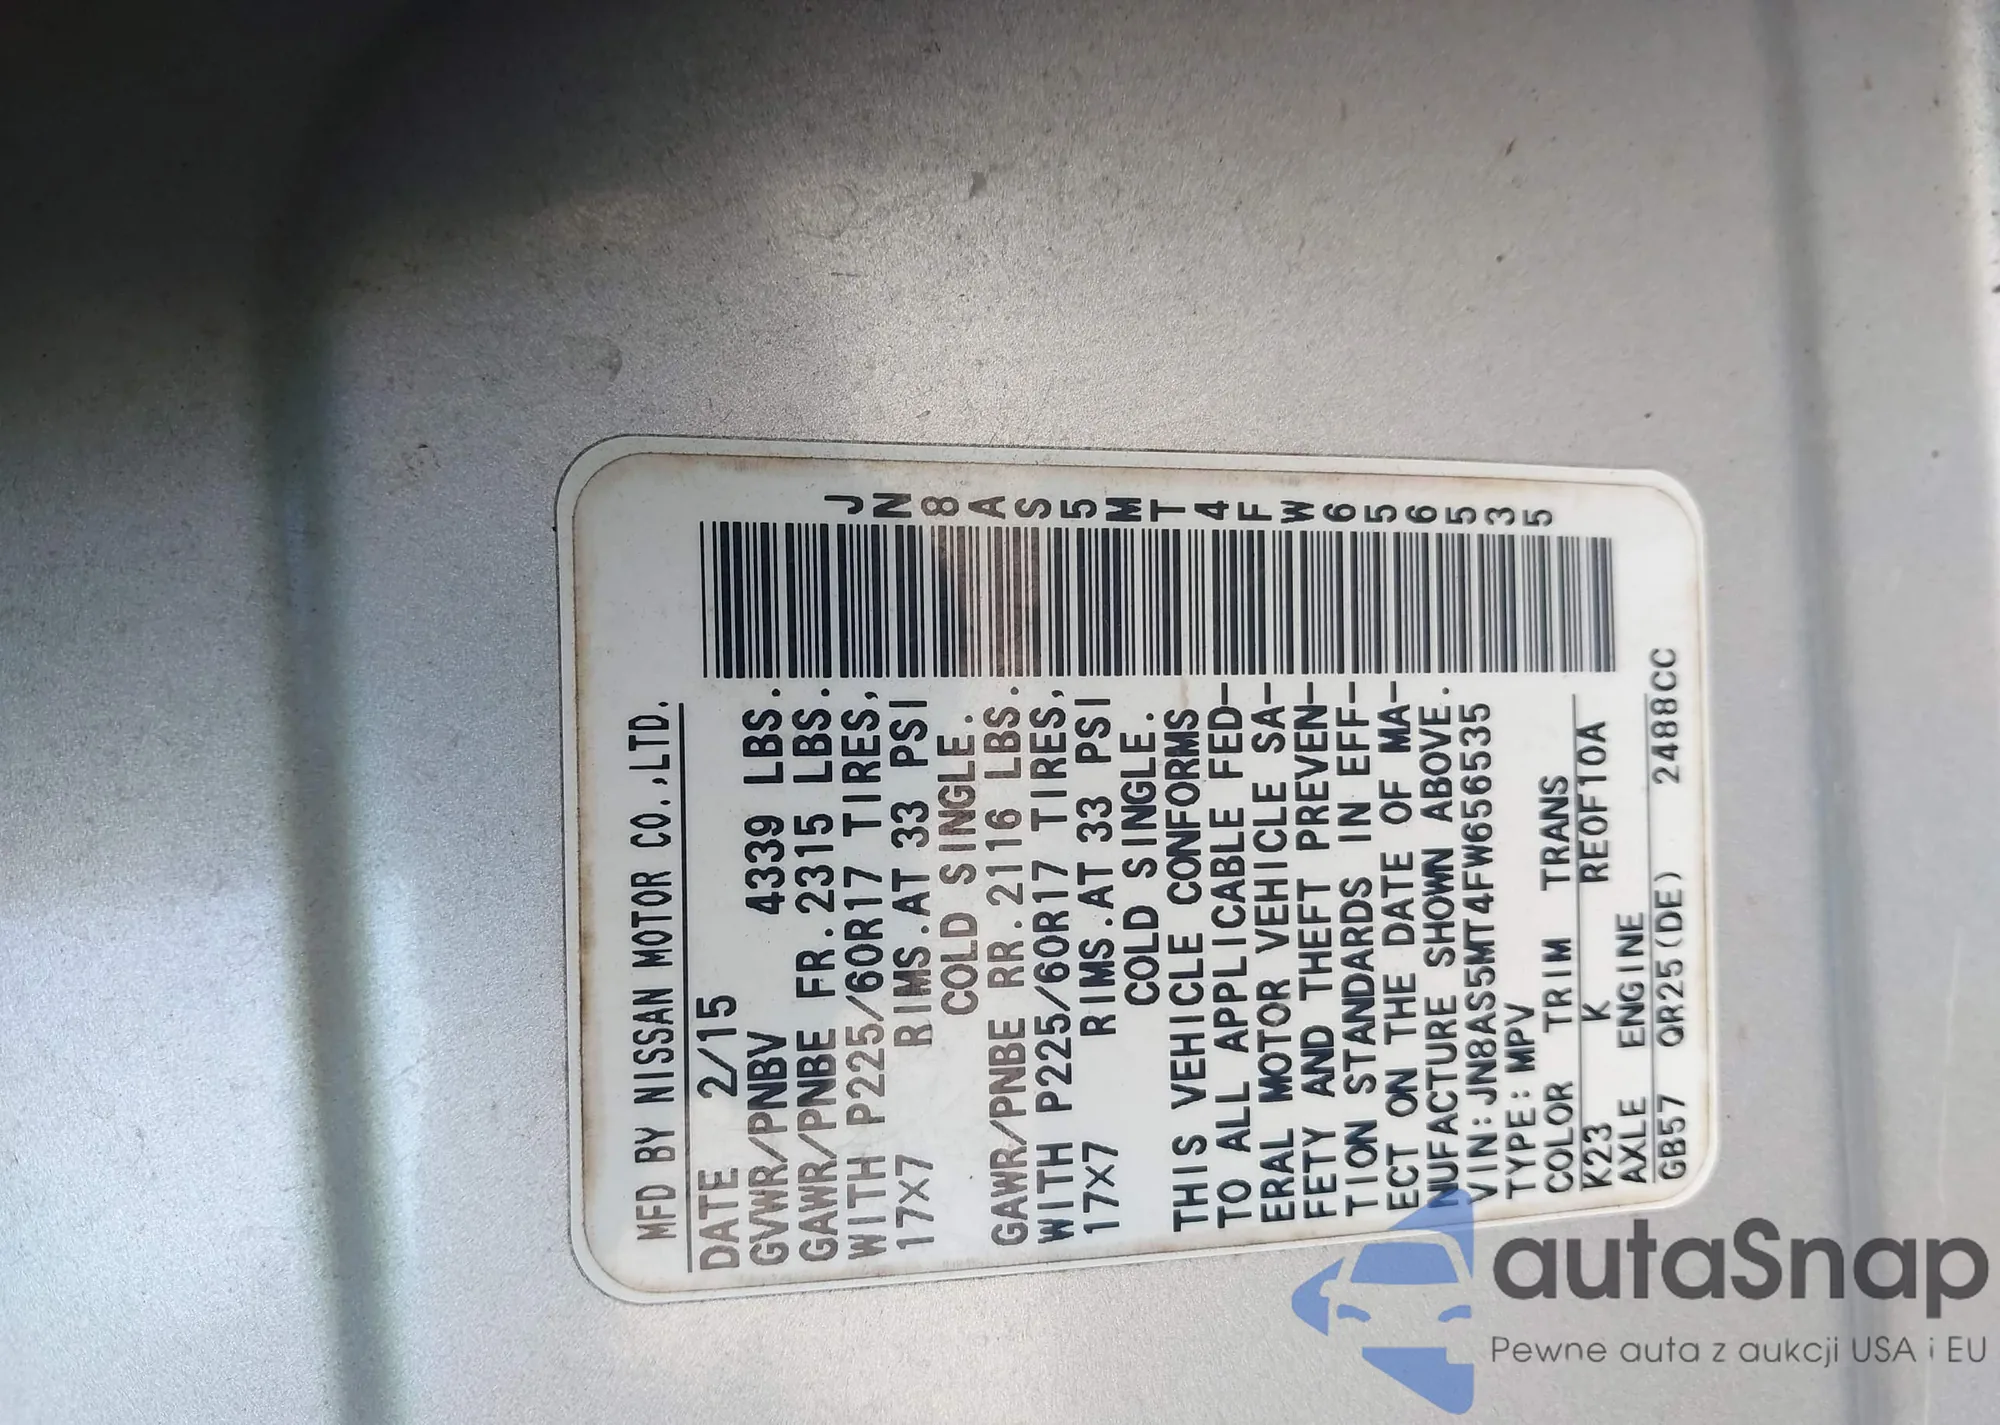 MFD BY NISSAN MOTOR CO.,LTD.
DATE 2/15
GVWR/PNBV 4339 LBS.
GAWR/PNBE FR.2315 LBS.
WITH P225/60R17 TIRES,
17×7 RIMS.AT 33 PSI
COLD SINGLE.
GAWR/PNBE RR.2116 LBS.
WITH P225/60R17 TIRES,
17×7 RIMS.AT 33 PSI
COLD SINGLE.
THIS VEHICLE CONFORMS
TO ALL APPLICABLE FED-
ERAL MOTOR VEHICLE SA-
FETY AND THEFT PREVEN-
TION STANDARDS IN EFF-
ECT ON THE DATE OF MA-
NUFACTURE SHOWN ABOVE.
VIN:JN8AS5MT4FW656535
TYPE:MPV
COLOR TRIM TRANS
K23 K RE0F10A
AXLE ENGINE
GB57 QR25(DE) 2488CC
JN8AS5MT4FW656535
autaSnap
Pewne auta z aukcji USA i EU